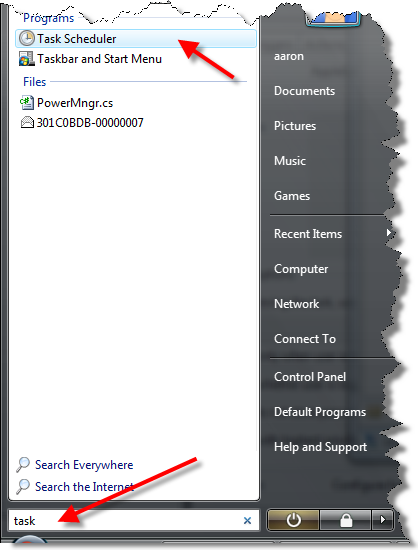 Programs
Task Scheduler
Taskbar and Start Menu
Files
PowerMngr.cs
301C0BDB-00000007
Search Everywhere
Search the Internet
task
aaron
Documents
Pictures
Music
Games
Recent Items
Computer
Network
Connect To
Control Panel
Default Programs
Help and Support